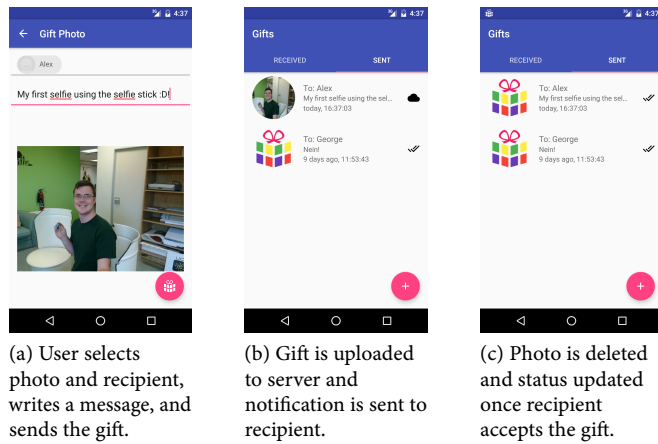 3G 4:37
Gift Photo
Alex
My first selfie using the selfie stick :D!
(a) User selects
photo and recipient,
writes a message, and
sends the gift.
3G 4:37
Gifts
RECEIVED SENT
To: Alex
My first selfie using the sel...
today, 16:37:03
To: George
Nein!
9 days ago, 11:53:43
+
(b) Gift is uploaded
to server and
notification is sent to
recipient.
3G 4:37
Gifts
RECEIVED SENT
To: Alex
My first selfie using the sel...
today, 16:37:03
To: George
Nein!
9 days ago, 11:53:43
+
(c) Photo is deleted
and status updated
once recipient
accepts the gift.